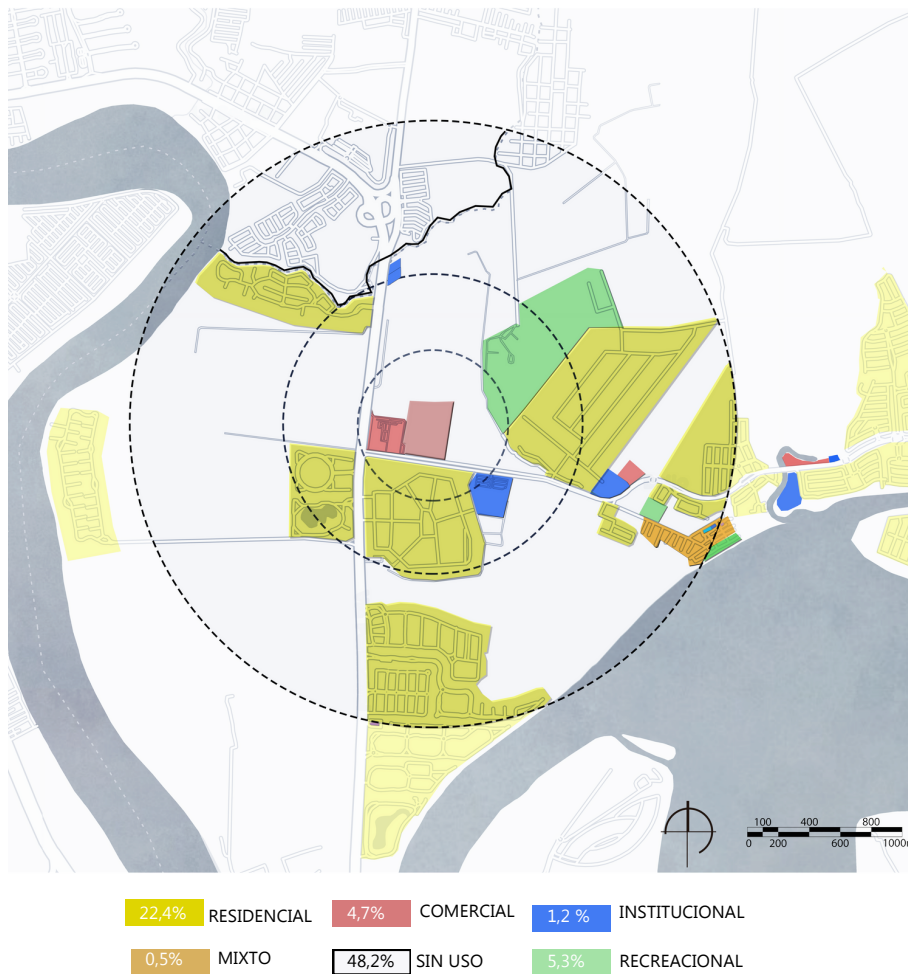 100 400 800
0 200 600 1000m
22,4% RESIDENCIAL 4,7% COMERCIAL 1,2 % INSTITUCIONAL
0,5% MIXTO 48,2% SIN USO 5,3% RECREACIONAL